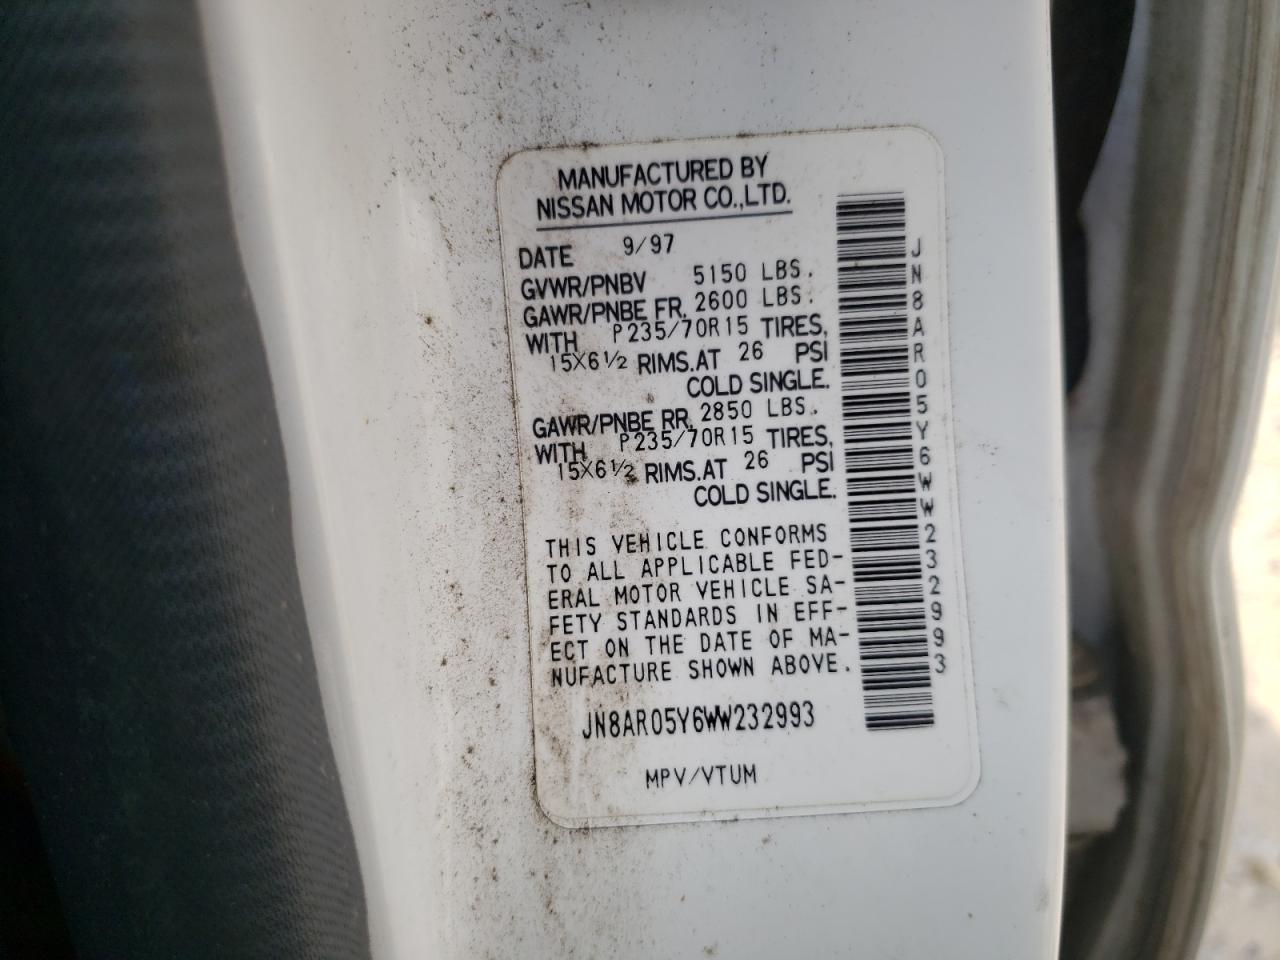 MANUFACTURED BY
NISSAN MOTOR CO.,LTD.
DATE 9/97
GVWR/PNBV 5150 LBS.
GAWR/PNBE FR. 2600 LBS.
WITH P235/70R15 TIRES,
15X6½ RIMS.AT 26 PSI
COLD SINGLE.
GAWR/PNBE RR. 2850 LBS.
WITH P235/70R15 TIRES,
15X6½ RIMS.AT 26 PSI
COLD SINGLE.
THIS VEHICLE CONFORMS
TO ALL APPLICABLE FED-
ERAL MOTOR VEHICLE SA-
FETY STANDARDS IN EFF-
ECT ON THE DATE OF MA-
NUFACTURE SHOWN ABOVE.
JN8AR05Y6WW232993
MPV/VTUM
JN8AR05Y6WW232993